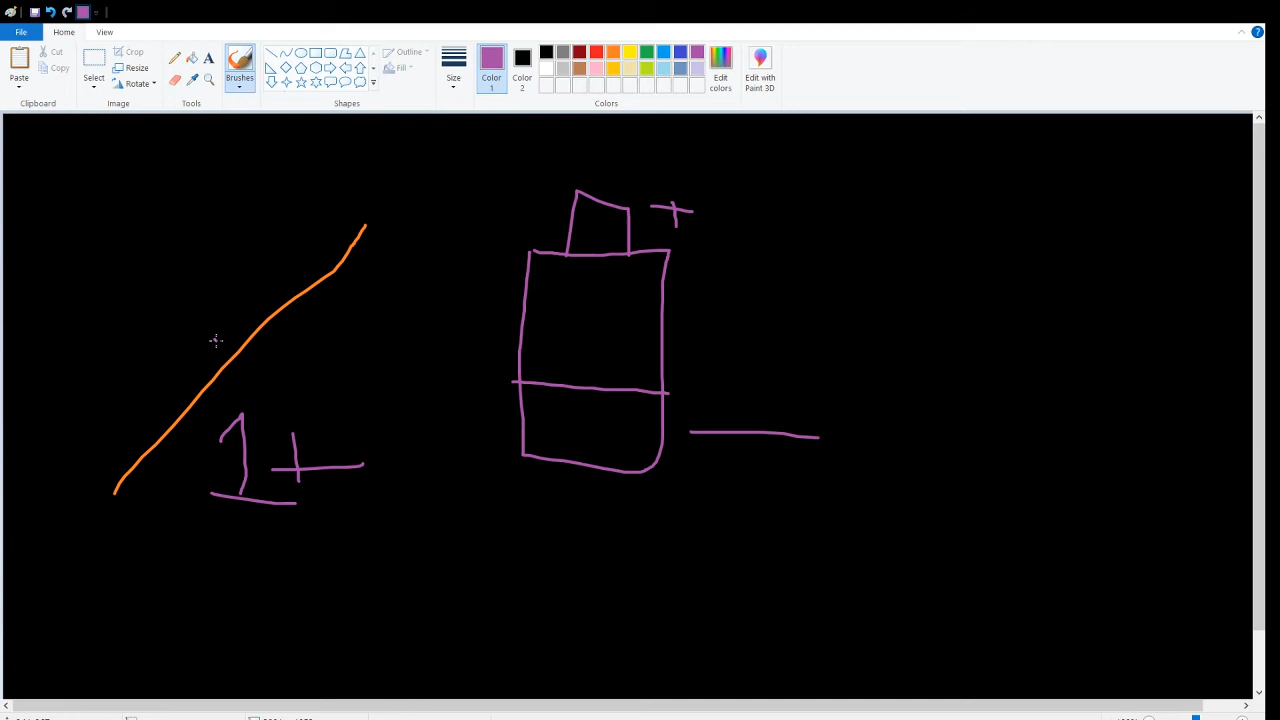 File Home View
Paste
Cut
Copy
Clipboard
Select
Crop
Resize
Rotate
Image
Tools
Brushes
Shapes
Outline
Fill
Size
Color 1
Color 2
Colors
Edit colors
Edit with Paint 3D
+
1+
—